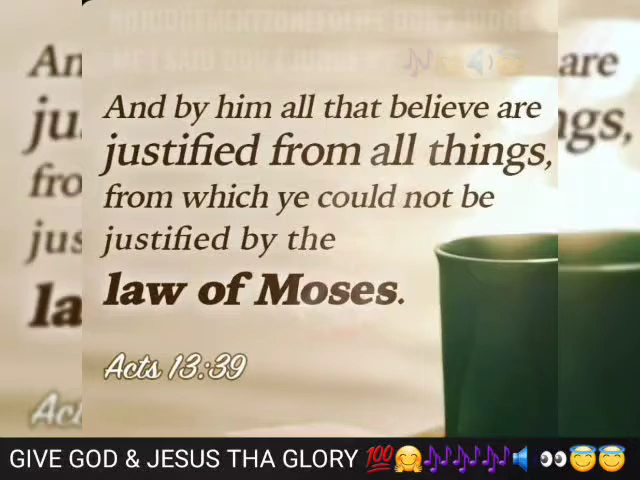 And by him all that believe are
justified from all things,
from which ye could not be
justified by the
law of Moses.
Acts 13:39
GIVE GOD & JESUS THA GLORY 💯🤗🎶🎶🎶🔈 👀😇😇